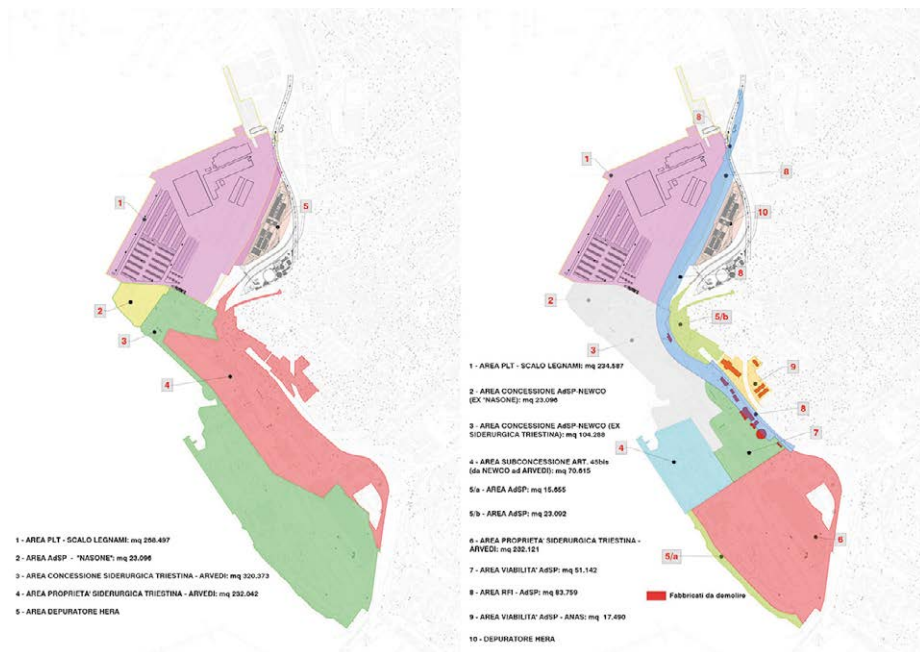 1
5
2
3
4
1 - AREA PLT - SCALO LEGNAMI: mq 266.497
2 - AREA AdSP - "NASONE": mq 23.096
3 - AREA CONCESSIONE SIDERURGICA TRIESTINA - ARVEDI: mq 320.373
4 - AREA PROPRIETA' SIDERURGICA TRIESTINA - ARVEDI: mq 232.042
5 - AREA DEPURATORE HERA
8
1
8
10
8
2
5/b
3
9
8
7
4
6
5/a
1 - AREA PLT - SCALO LEGNAMI: mq 234.587
2 - AREA CONCESSIONE AdSP-NEWCO
(EX "NASONE): mq 23.096
3 - AREA CONCESSIONE AdSP-NEWCO (EX
SIDERURGICA TRIESTINA): mq 104.288
4 - AREA SUBCONCESSIONE ART. 45bis
(da NEWCO ad ARVEDI): mq 70.615
5/a - AREA AdSP: mq 15.655
5/b - AREA AdSP: mq 23.092
6 - AREA PROPRIETA' SIDERURGICA TRIESTINA -
ARVEDI: mq 232.121
7 - AREA VIABILITA' AdSP: mq 51.142
8 - AREA RFI - AdSP: mq 83.759
9 - AREA VIABILITA' AdSP - ANAS: mq 17.490
10 - DEPURATORE HERA
Fabbricati da demolire